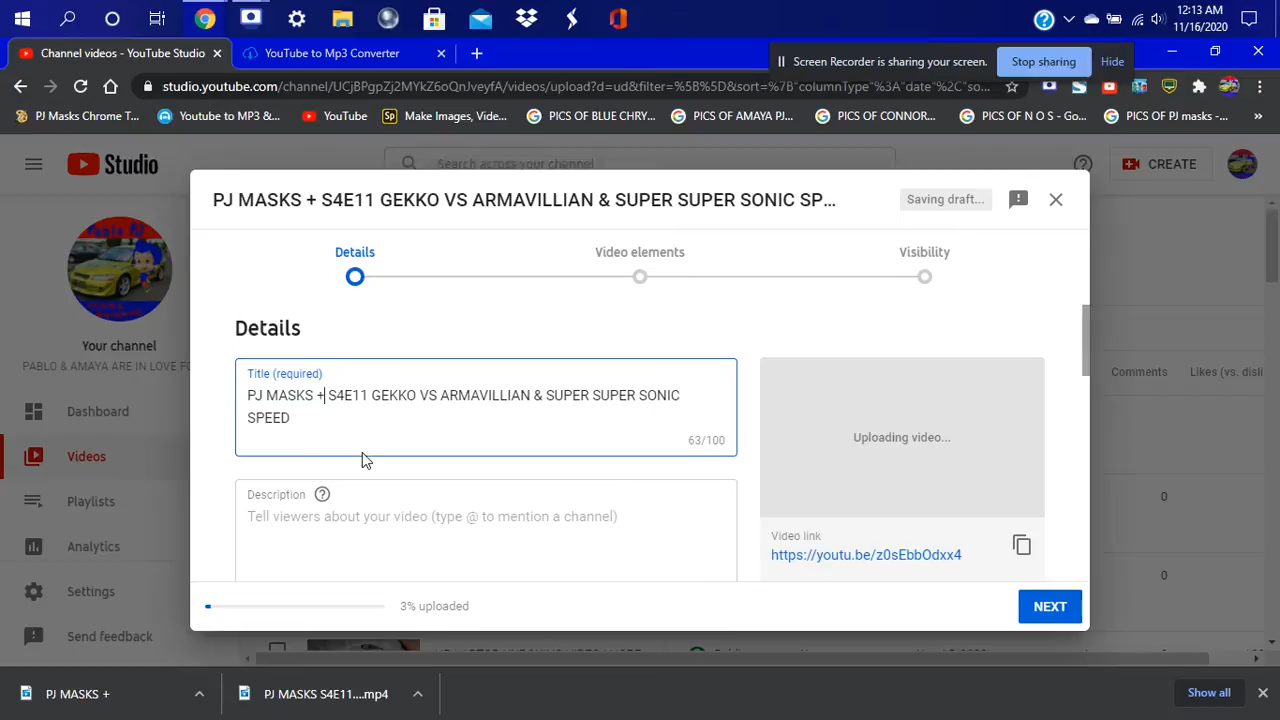 12:13 AM
11/16/2020
Channel videos - YouTube Studio
YouTube to Mp3 Converter
Screen Recorder is sharing your screen.
Stop sharing
Hide
studio.youtube.com/channel/UCjBPgpZj2MYkZ6sQnJveyfA/videos/upload?d=ud&filter=%5B%5D&sort=%7B"columnType"%3A"date"%2C"so...
PJ Masks Chrome T...
Youtube to MP3 &...
YouTube
Make Images, Vide...
PICS OF BLUE CHRY...
PICS OF AMAYA PJ...
PICS OF CONNOR...
PICS OF N O S - Go...
PICS OF PJ masks -...
»
Studio
Search across your channel
CREATE
PJ MASKS + S4E11 GEKKO VS ARMAVILLIAN & SUPER SUPER SONIC SP...
Saving draft...
Details
Video elements
Visibility
Details
Title (required)
PJ MASKS + S4E11 GEKKO VS ARMAVILLIAN & SUPER SUPER SONIC
SPEED
63/100
Description
Tell viewers about your video (type @ to mention a channel)
Uploading video...
Video link
https://youtu.be/z0sEbbOdxx4
3% uploaded
NEXT
Your channel
PABLO & AMAYA ARE IN LOVE FO
Dashboard
Videos
Playlists
Analytics
Settings
Send feedback
Comments
Likes (vs. disli
0
0
PJ MASKS +
PJ MASKS S4E11....mp4
Show all